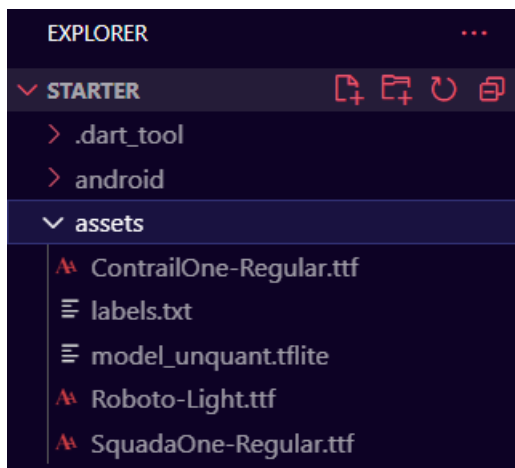 EXPLORER
STARTER
.dart_tool
android
assets
ContrailOne-Regular.ttf
labels.txt
model_unquant.tflite
Roboto-Light.ttf
SquadaOne-Regular.ttf